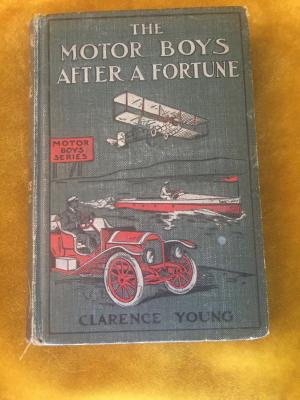 THE
MOTOR BOYS
AFTER A FORTUNE
MOTOR
BOYS
SERIES
CLARENCE YOUNG